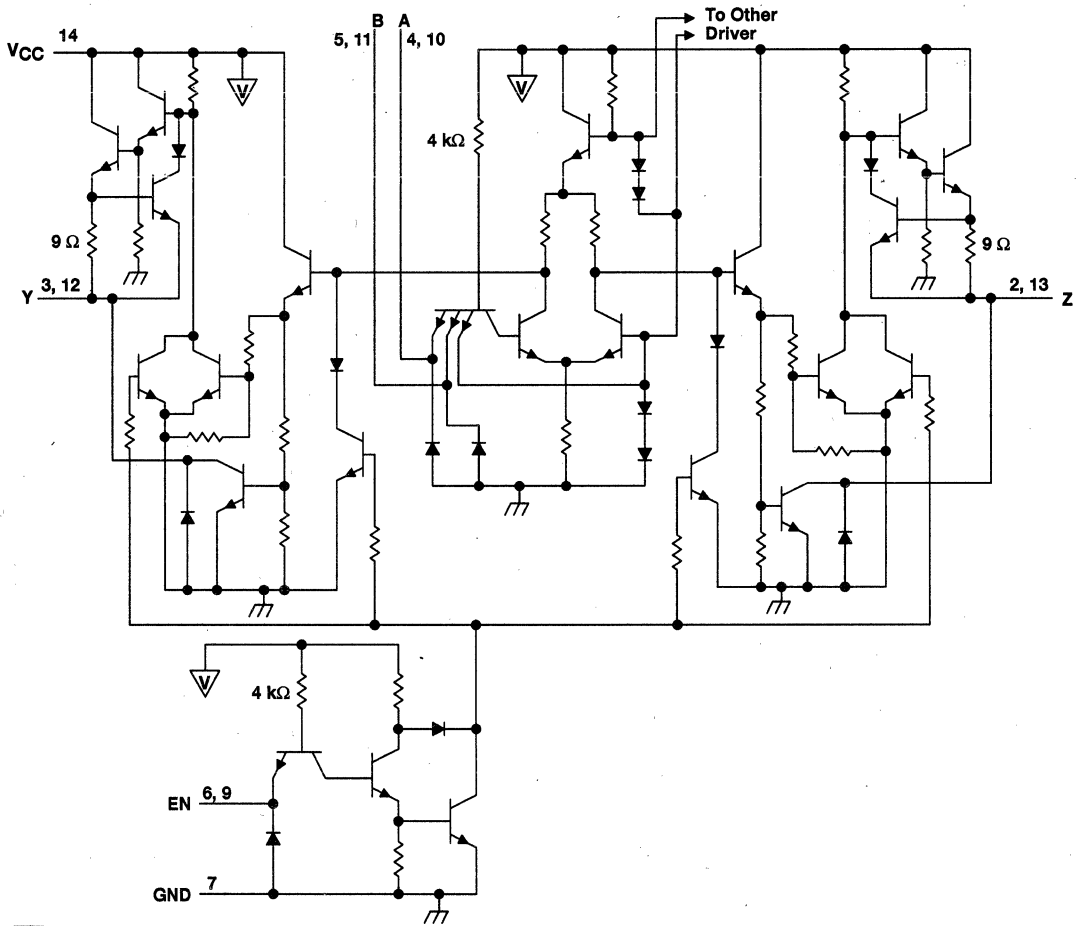 B A
To Other
Driver
5, 11
4, 10
14
VCC
V
V
4 kΩ
9 Ω
9 Ω
Y
3, 12
2, 13
Z
V
4 kΩ
EN
6, 9
GND
7